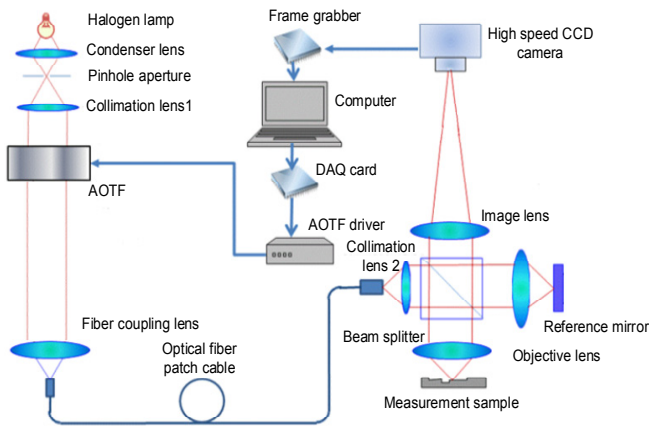 Halogen lamp
Condenser lens
Pinhole aperture
Collimation lens1
AOTF
Fiber coupling lens
Optical fiber
patch cable
Frame grabber
Computer
DAQ card
AOTF driver
High speed CCD
camera
Image lens
Collimation
lens 2
Beam splitter
Reference mirror
Objective lens
Measurement sample